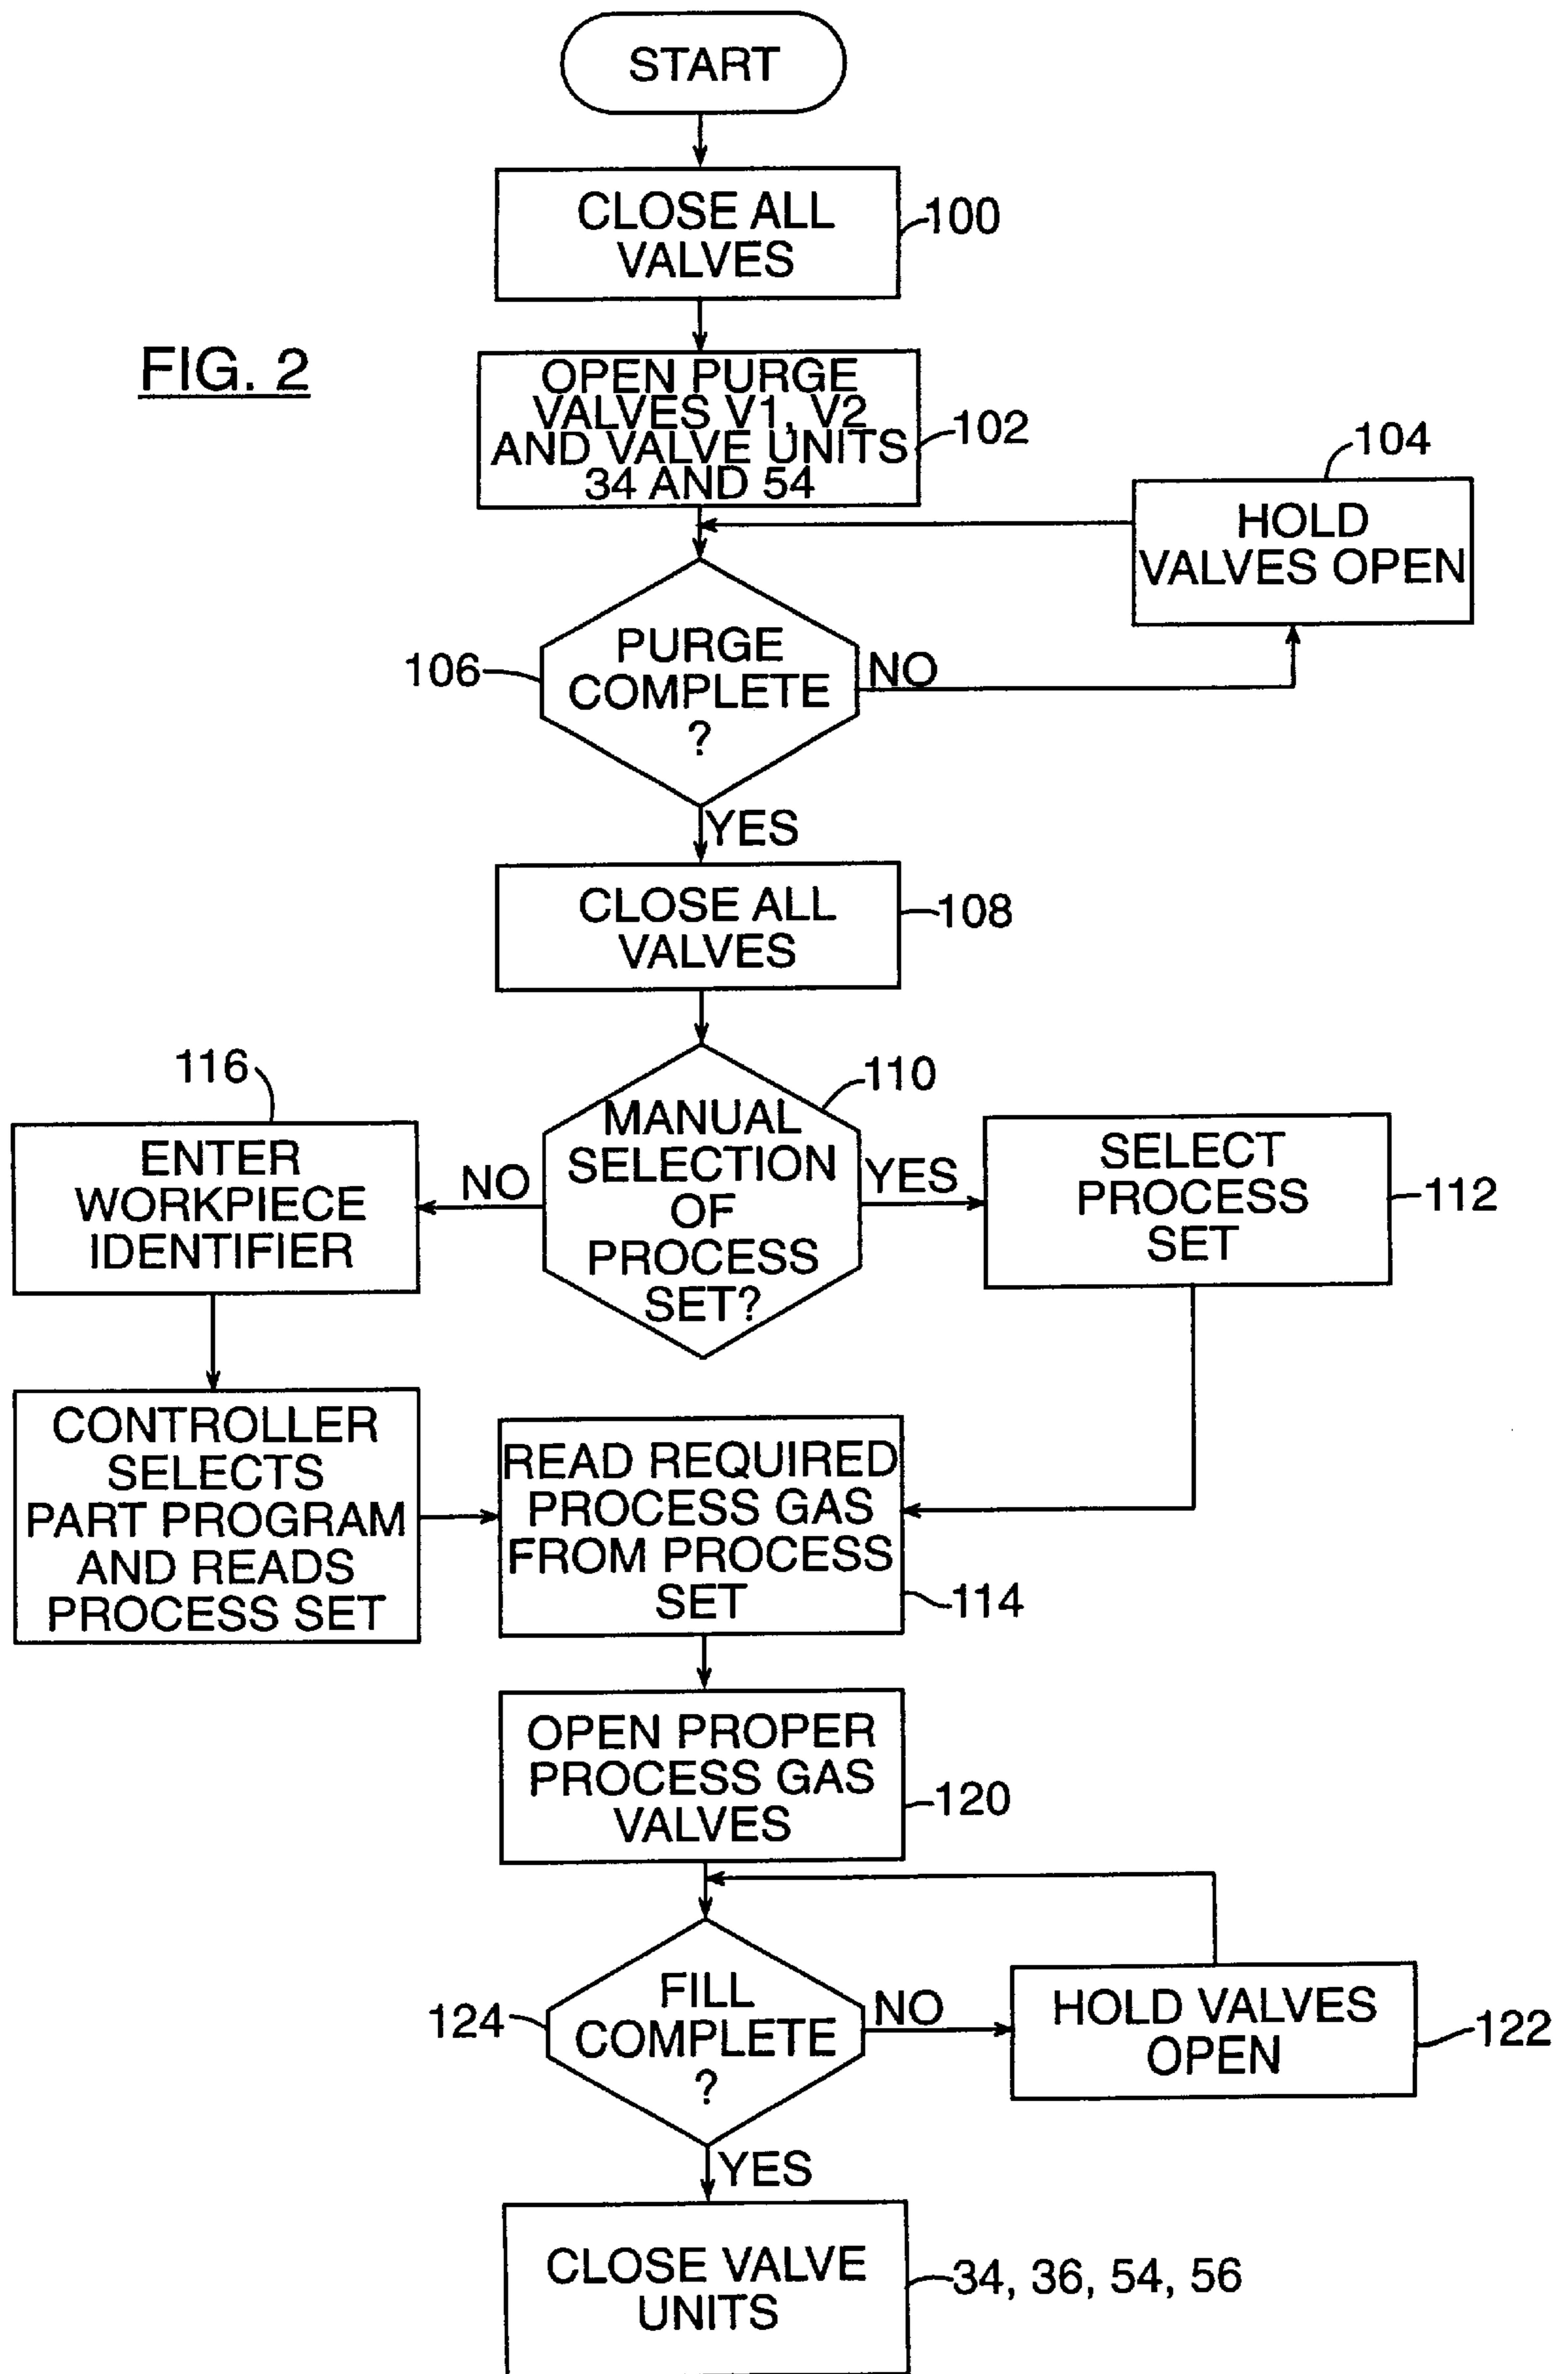 START
CLOSE ALL
VALVES
100
FIG. 2
OPEN PURGE
VALVES V1, V2
AND VALVE UNITS
34 AND 54
102
104
HOLD
VALVES OPEN
106
PURGE
COMPLETE
?
NO
YES
CLOSE ALL
VALVES
108
116
110
ENTER
WORKPIECE
IDENTIFIER
NO
MANUAL
SELECTION
OF
PROCESS
SET?
YES
SELECT
PROCESS
SET
112
CONTROLLER
SELECTS
PART PROGRAM
AND READS
PROCESS SET
READ REQUIRED
PROCESS GAS
FROM PROCESS
SET
114
OPEN PROPER
PROCESS GAS
VALVES
120
124
FILL
COMPLETE
?
NO
HOLD VALVES
OPEN
122
YES
CLOSE VALVE
UNITS
34, 36, 54, 56